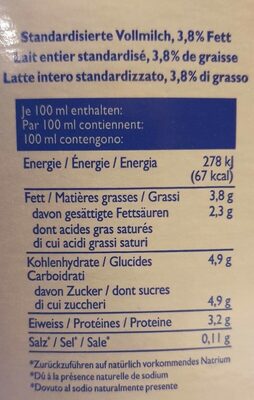 Standardisierte Vollmilch, 3,8% Fett
Lait entier standardisé, 3,8% de graisse
Latte intero standardizzato, 3,8% di grasso
Je 100 ml enthalten:
Par 100 ml contiennent:
100 ml contengono:
Energie / Énergie / Energia 278 kJ
(67 kcal)
Fett / Matières grasses / Grassi 3,8 g
davon gesättigte Fettsäuren 2,3 g
dont acides gras saturés
di cui acidi grassi saturi
Kohlenhydrate / Glucides 4,9 g
Carboidrati
davon Zucker / dont sucres
di cui zuccheri 4,9 g
Eiweiss / Protéines / Proteine 3,2 g
Salz* / Sel* / Sale* 0,11 g
*Zurückzuführen auf natürlich vorkommendes Natrium
*Dû à la présence naturelle de sodium
*Dovuto al sodio naturalmente presente